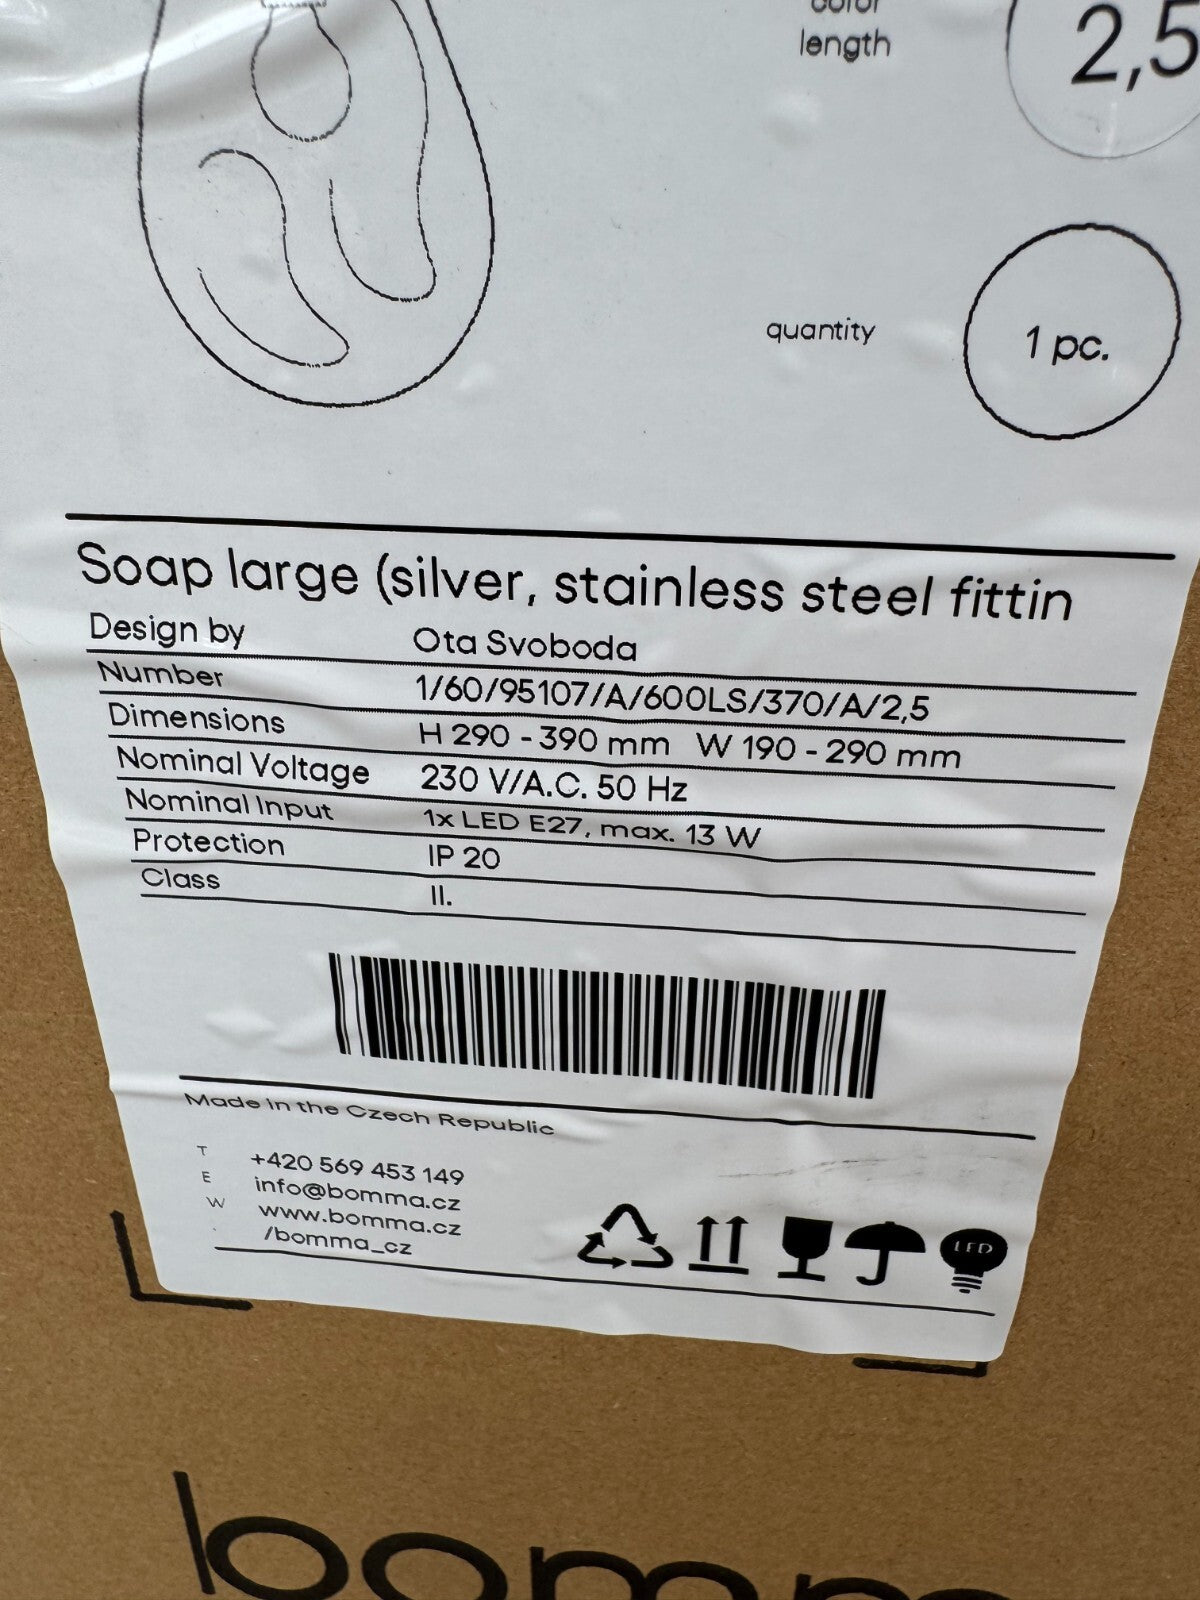 color
length
2,5
quantity
1 pc.
Soap large (silver, stainless steel fittin
Design by Ota Svoboda
Number 1/60/95107/A/600LS/370/A/2,5
Dimensions H 290 - 390 mm W 190 - 290 mm
Nominal Voltage 230 V/A.C. 50 Hz
Nominal Input 1x LED E27, max. 13 W
Protection IP 20
Class II.
Made in the Czech Republic
T +420 569 453 149
E info@bomma.cz
W www.bomma.cz
/bomma_cz
LED